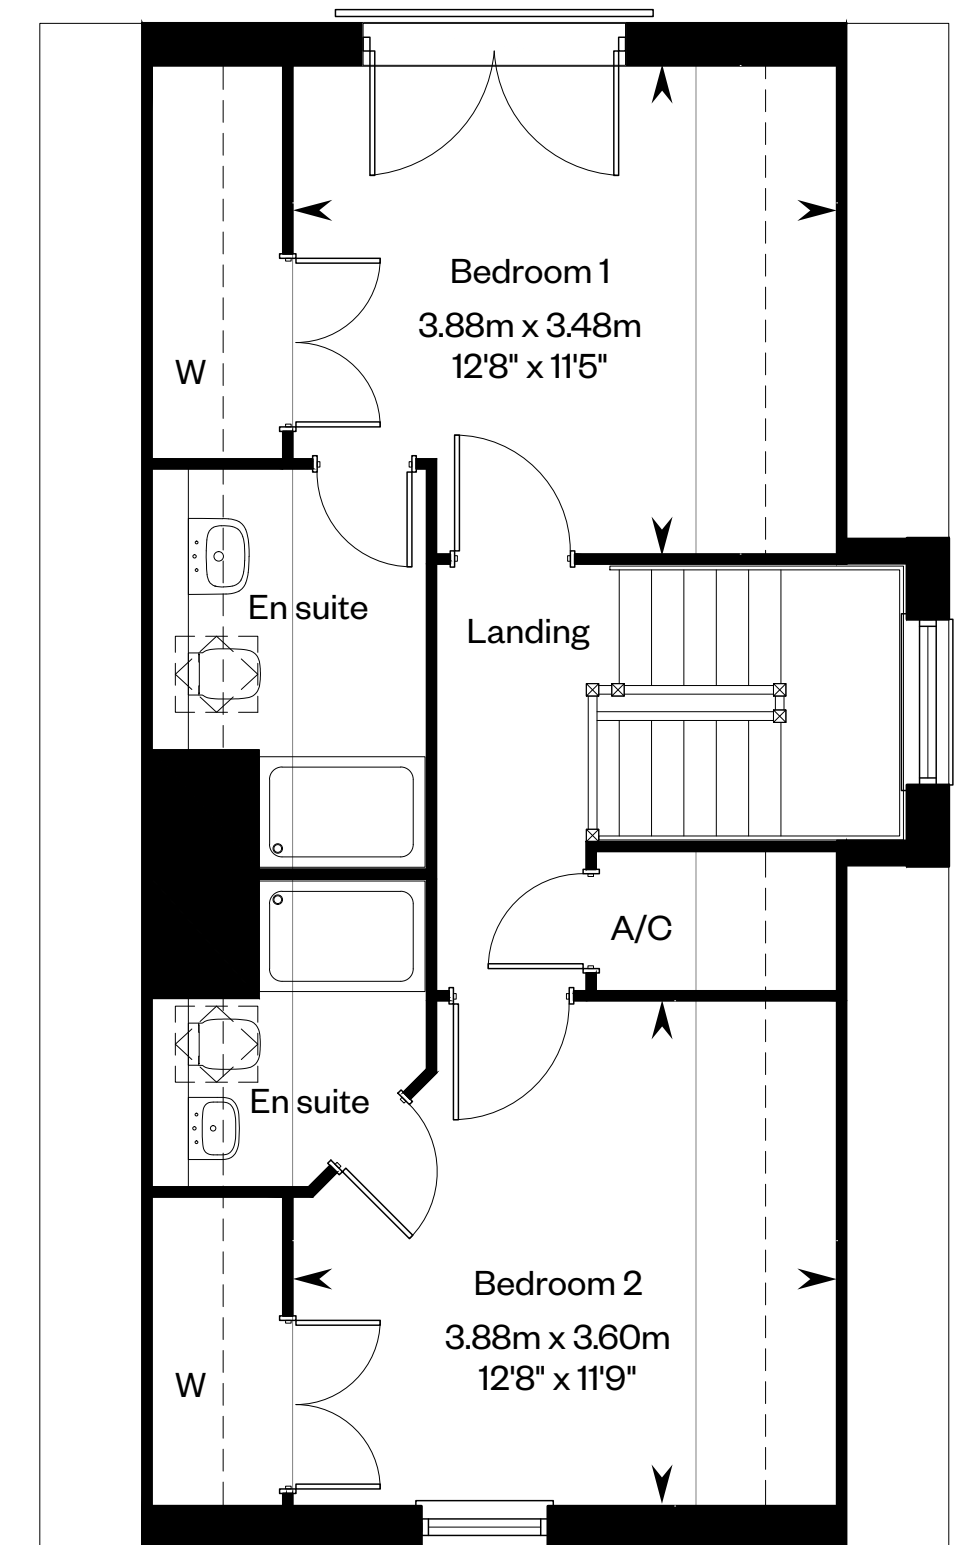 Bedroom 1
3.88m x 3.48m
12'8" x 11'5"
W
En suite
Landing
A/C
En suite
Bedroom 2
3.88m x 3.60m
12'8" x 11'9"
W